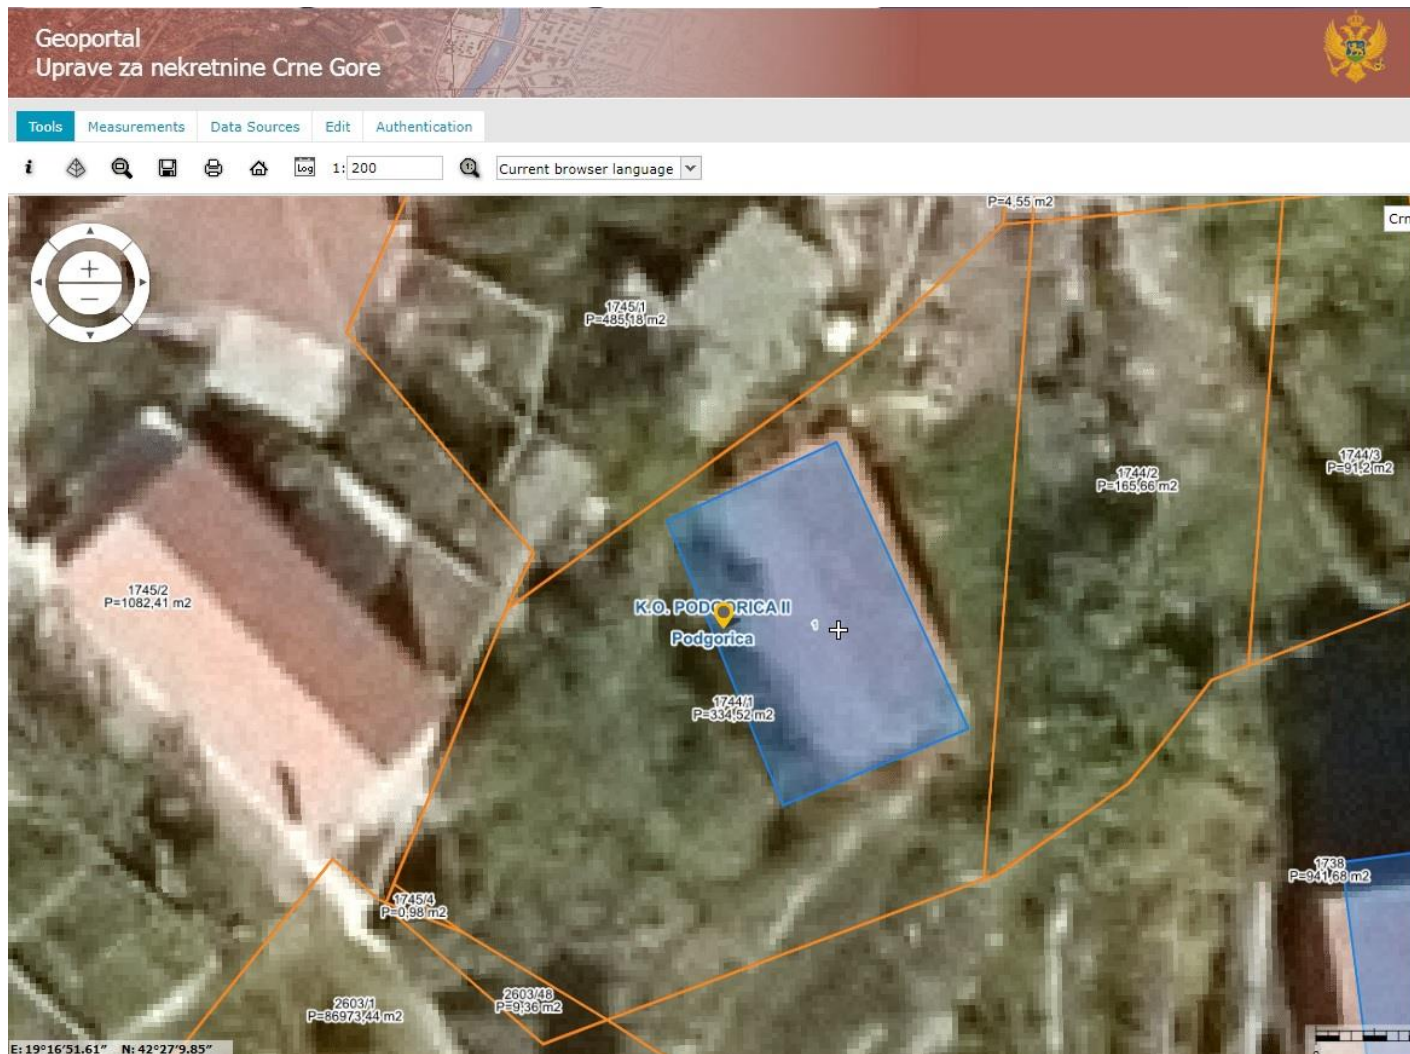 Geoportal
Uprave za nekretnine Crne Gore
Tools Measurements Data Sources Edit Authentication
i Log 1: 200 Current browser language
P=4,55 m2
Crn
1745/1
P=485,18 m2
1744/3
P=91,2 m2
1744/2
P=165,66 m2
1745/2
P=1082,41 m2
K.O. PODGORICA II
1
Podgorica
1744/1
P=334,52 m2
1738
P=941,68 m2
1745/4
P=0,98 m2
2603/48
P=9,36 m2
2603/1
P=86973,44 m2
E: 19°16'51.61" N: 42°27'9.85"